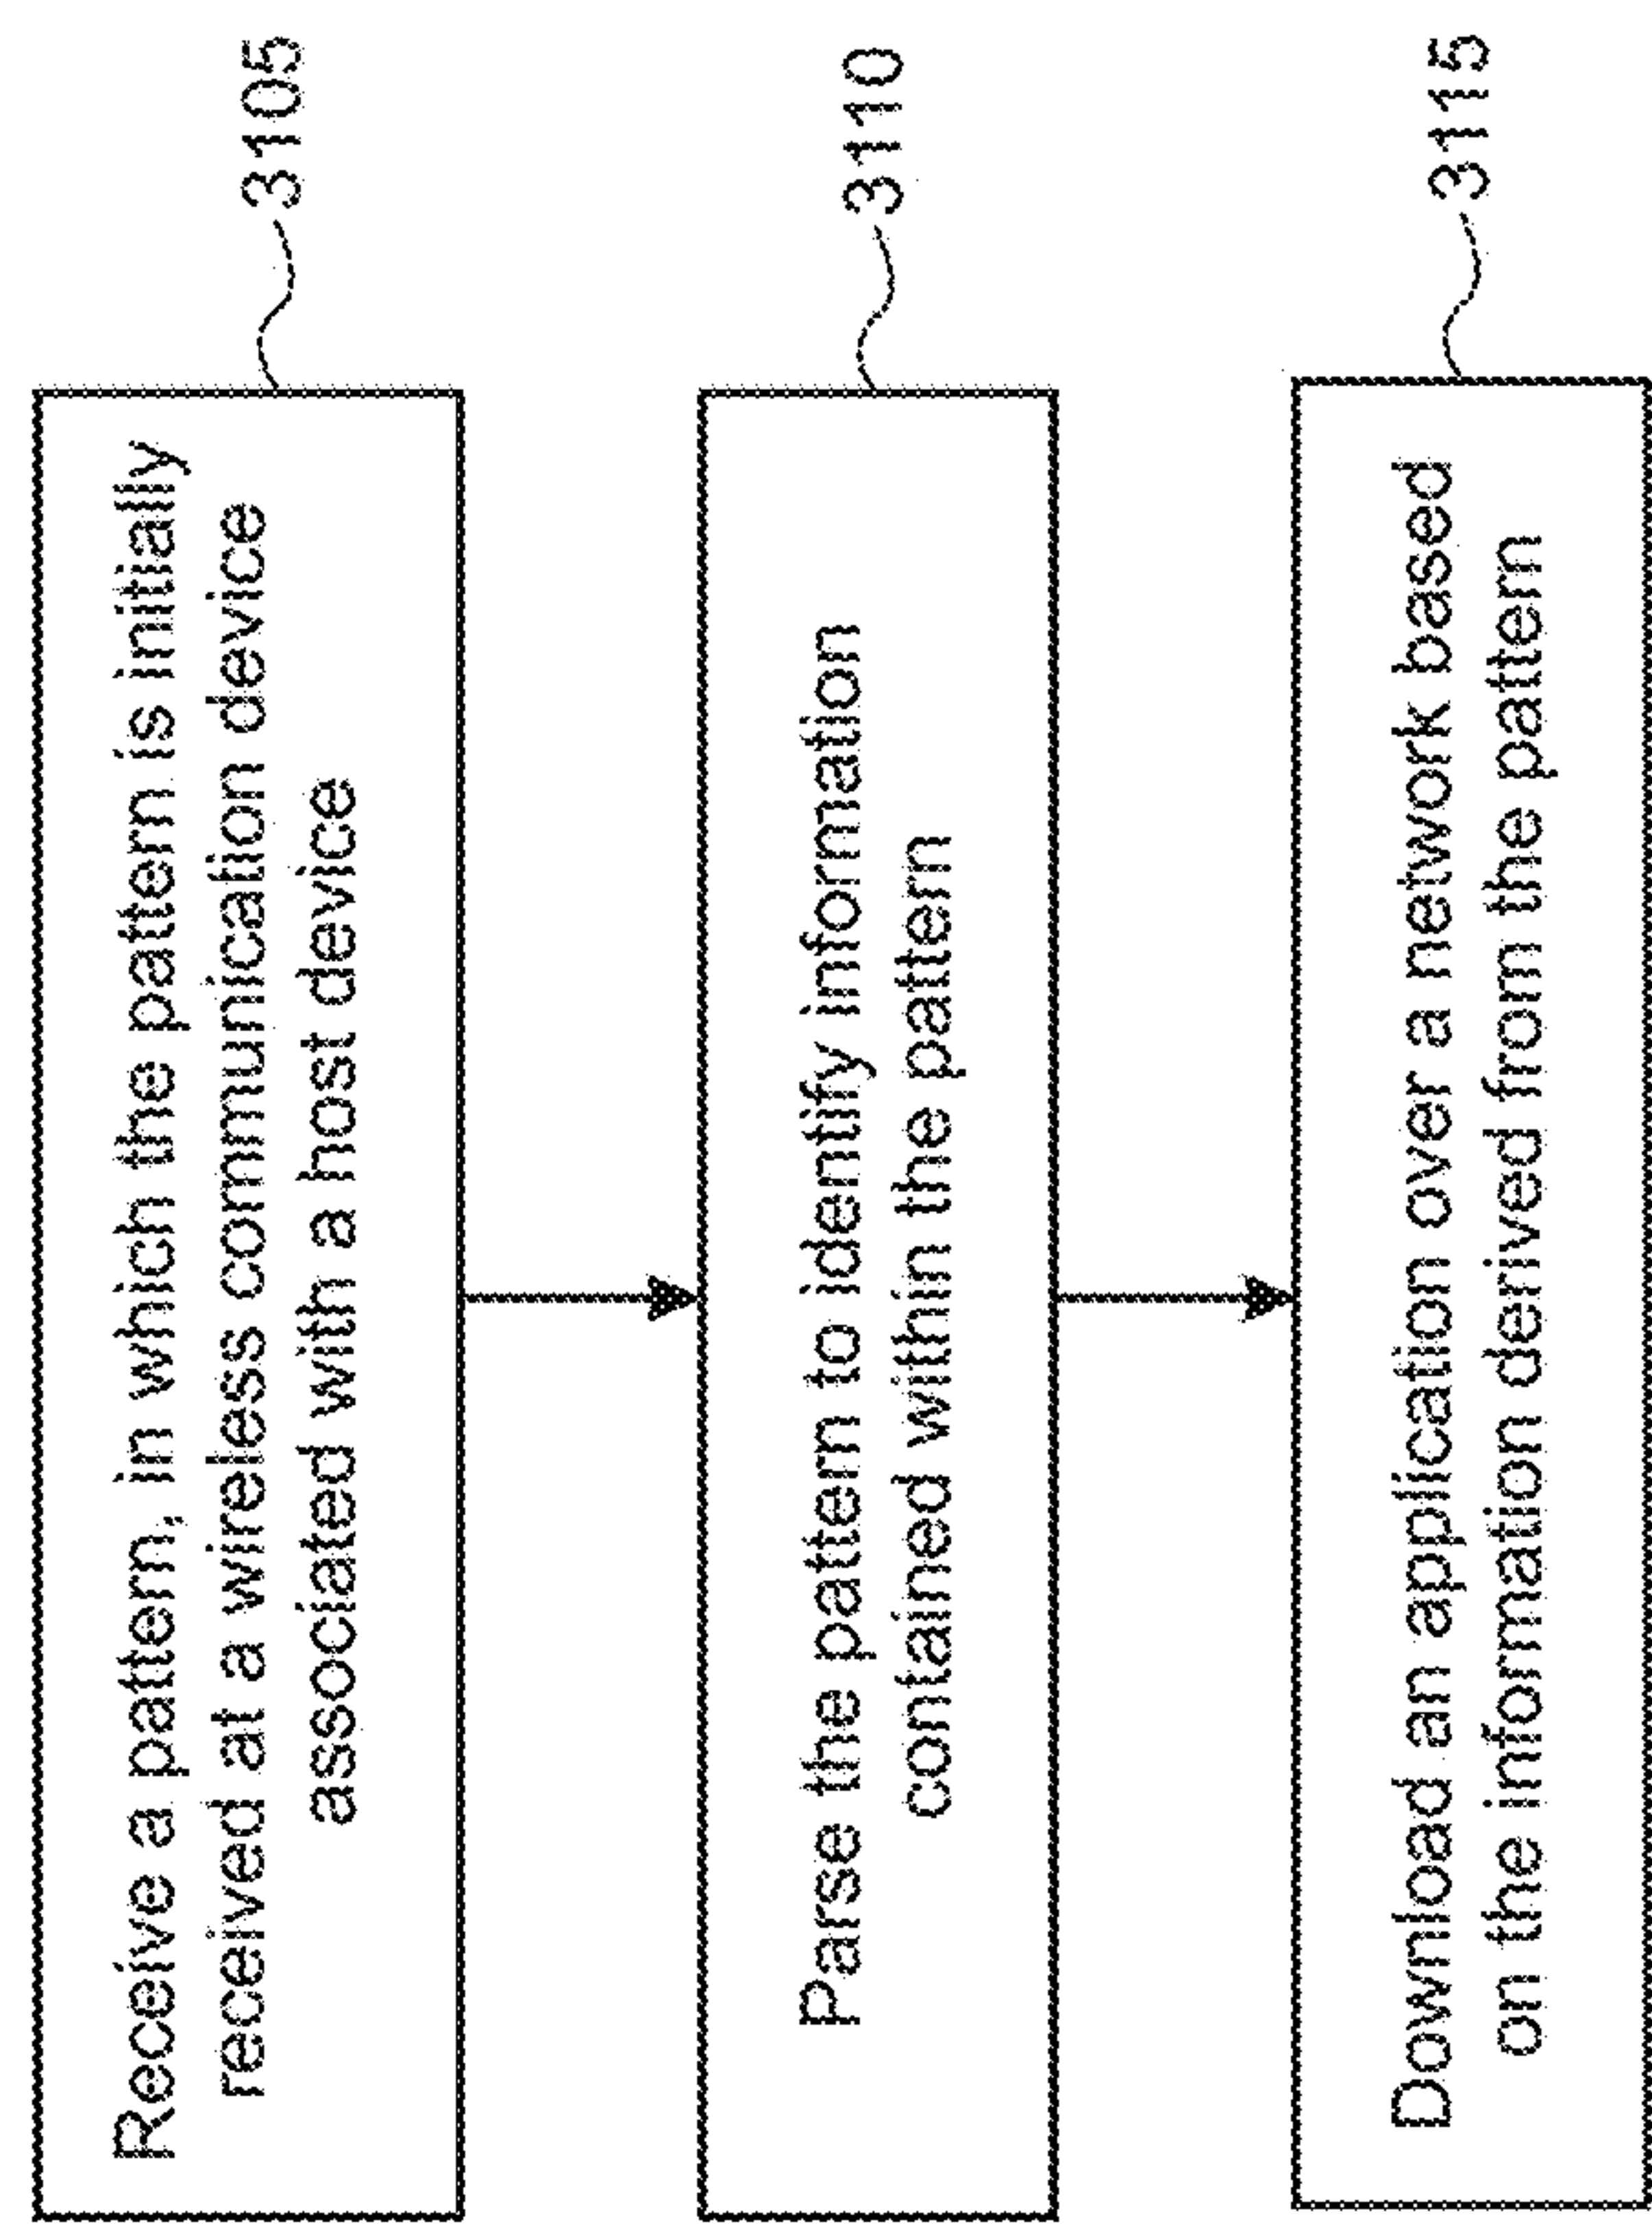 Receive a pattern, in which the pattern is initially
received at a wireless communication device
associated with a host device
3105
Parse the pattern to identify information
contained within the pattern
3110
Download an application over a network based
on the information derived from the pattern
3115